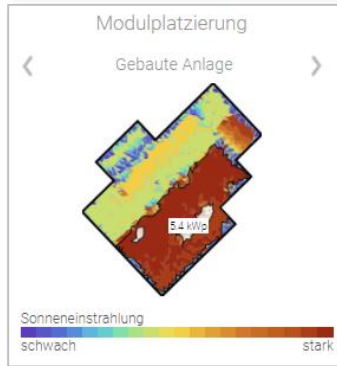 Modulplatzierung
Gebaute Anlage
5.4 kWp
Sonneneinstrahlung
schwach stark